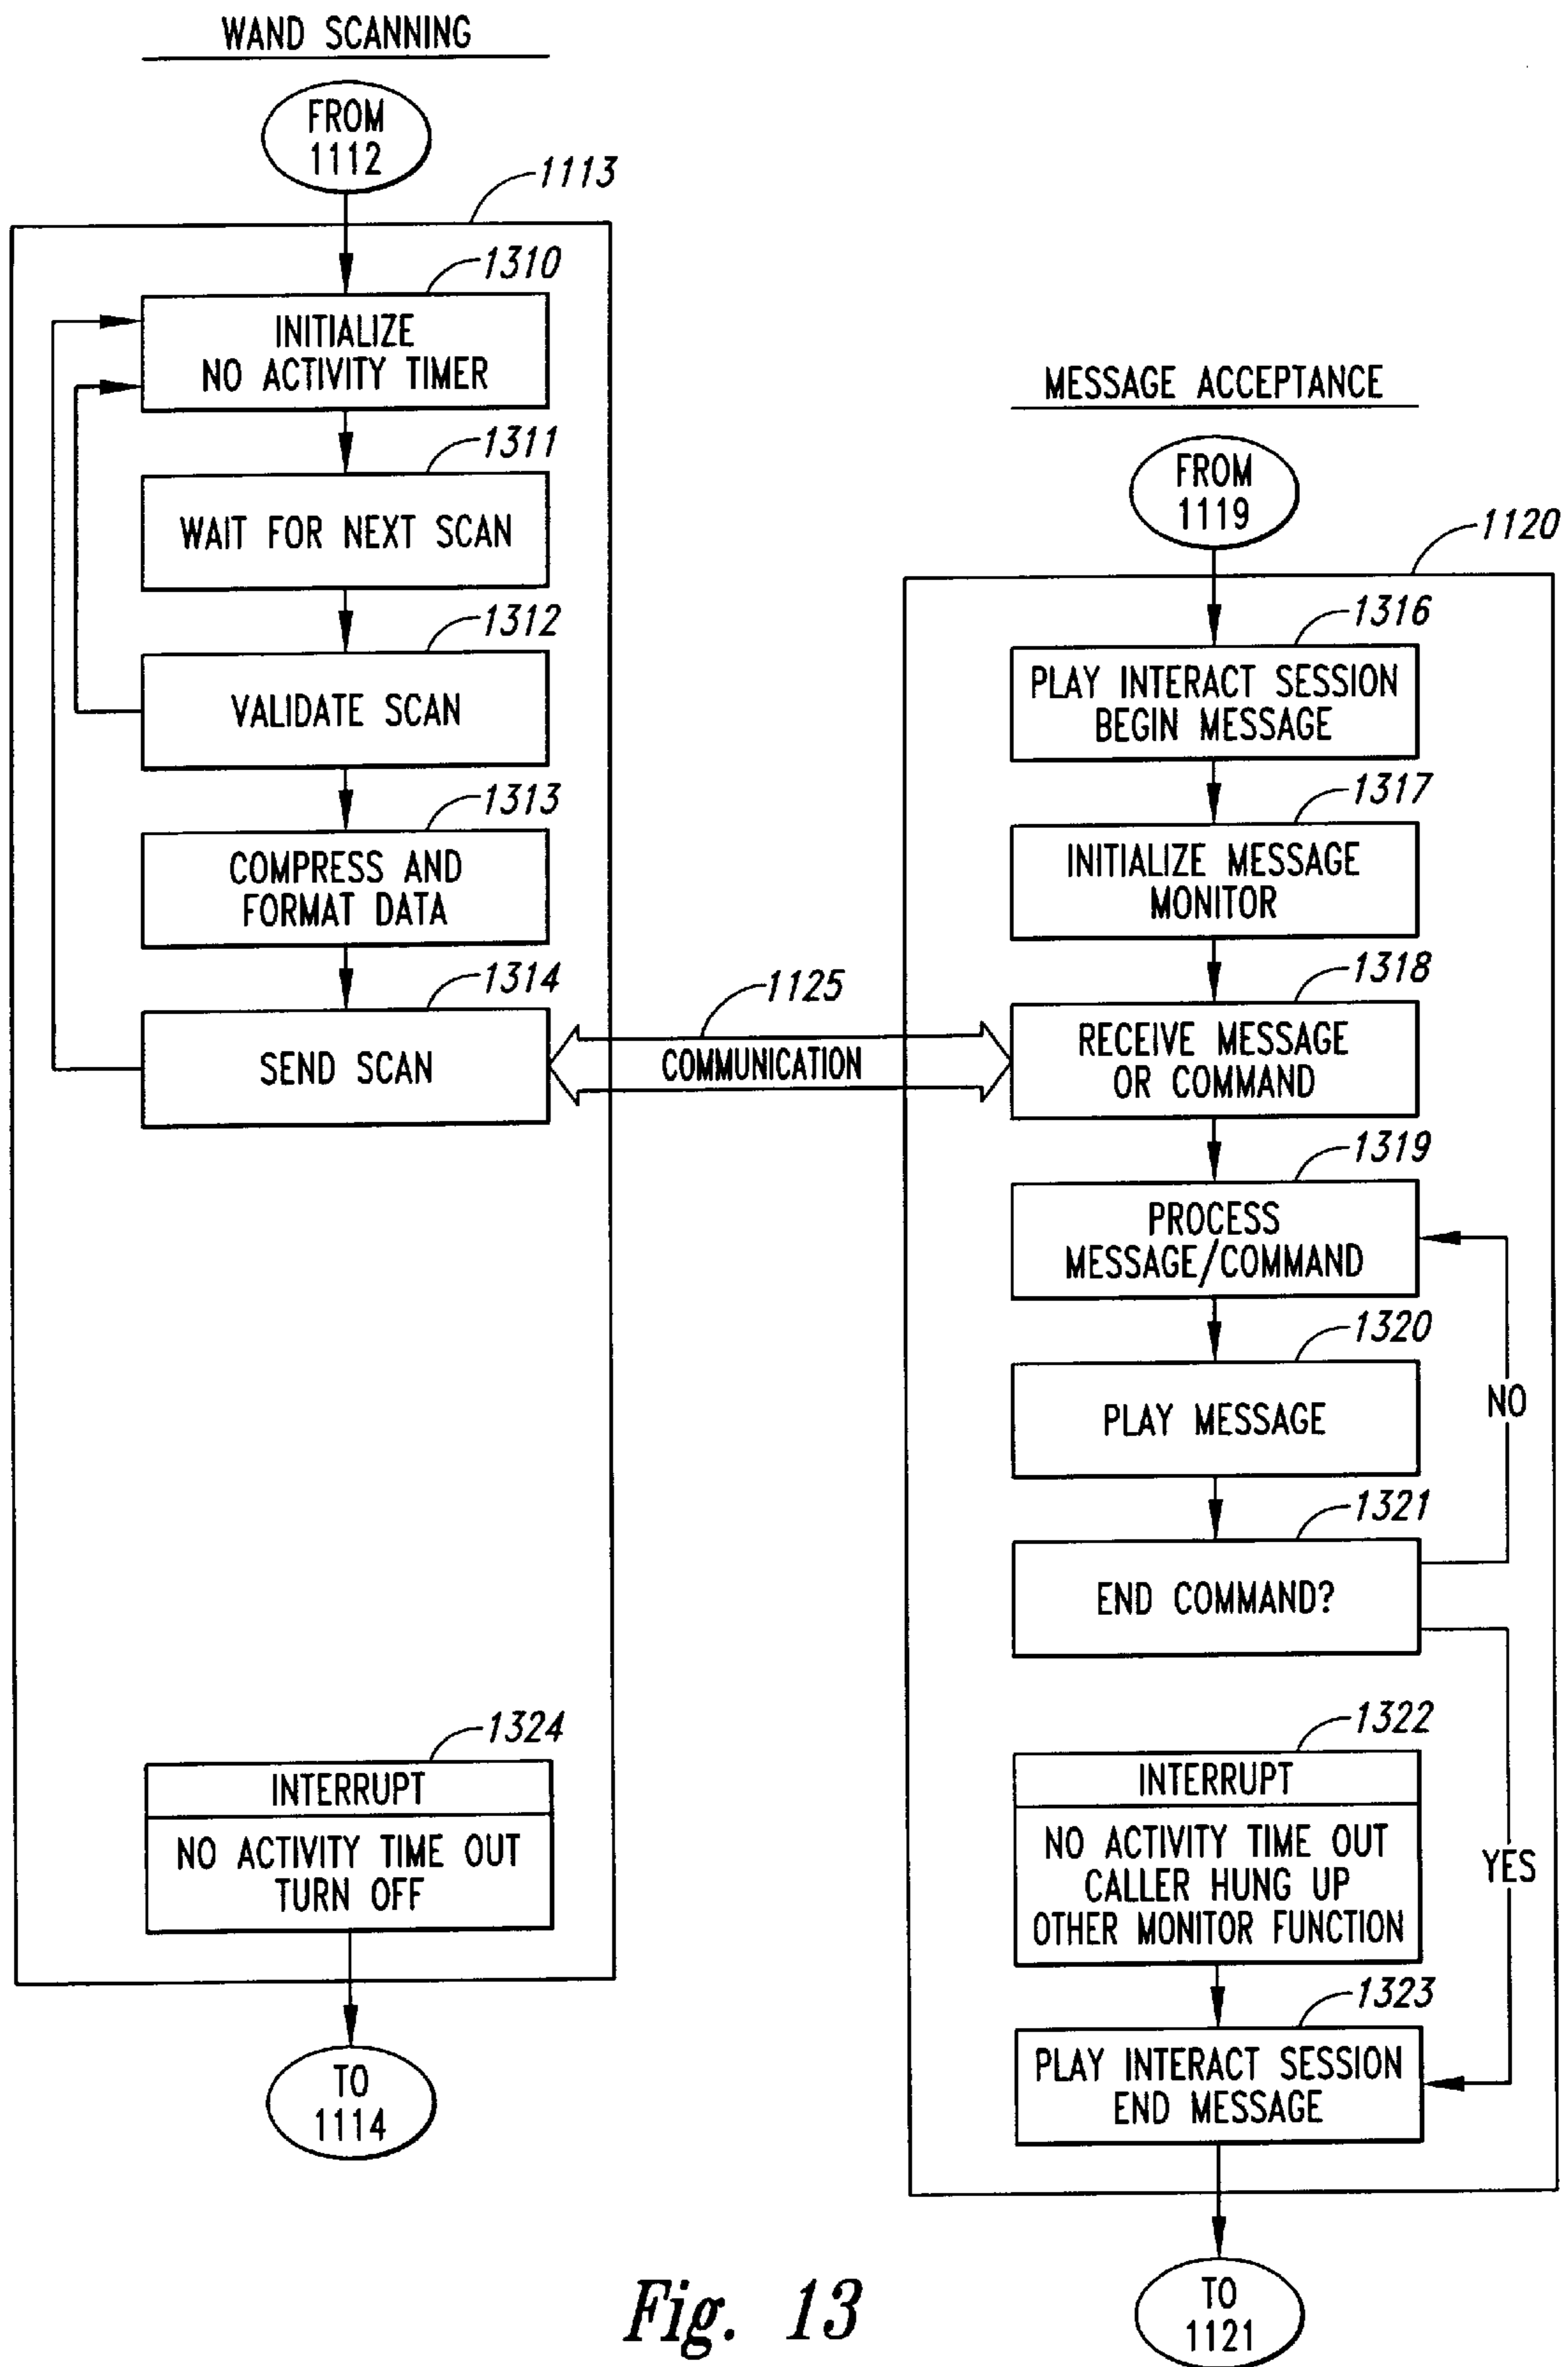 WAND SCANNING
FROM
1112
1113
1310
INITIALIZE
NO ACTIVITY TIMER
1311
WAIT FOR NEXT SCAN
1312
VALIDATE SCAN
1313
COMPRESS AND
FORMAT DATA
1314
SEND SCAN
1125
COMMUNICATION
1324
INTERRUPT
NO ACTIVITY TIME OUT
TURN OFF
TO
1114
MESSAGE ACCEPTANCE
FROM
1119
1120
1316
PLAY INTERACT SESSION
BEGIN MESSAGE
1317
INITIALIZE MESSAGE
MONITOR
1318
RECEIVE MESSAGE
OR COMMAND
1319
PROCESS
MESSAGE/COMMAND
1320
PLAY MESSAGE
NO
1321
END COMMAND?
YES
1322
INTERRUPT
NO ACTIVITY TIME OUT
CALLER HUNG UP
OTHER MONITOR FUNCTION
1323
PLAY INTERACT SESSION
END MESSAGE
TO
1121
Fig. 13